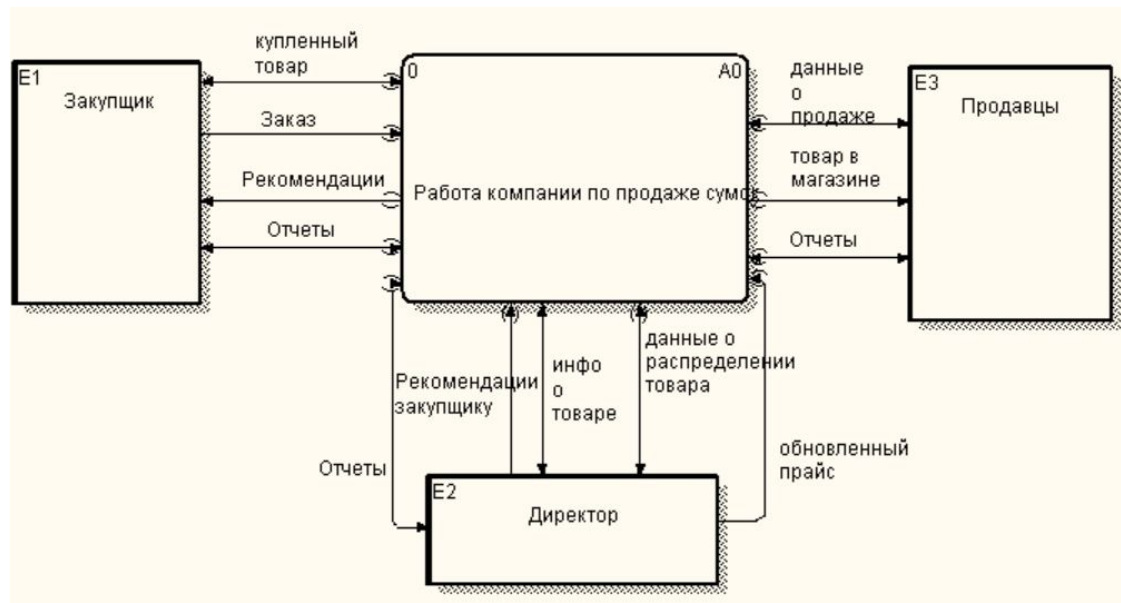 купленный
товар
E1
Закупщик
Заказ
Рекомендации
Отчеты
0
A0
Работа компании по продаже сумок
данные
о
продаже
товар в
магазине
Отчеты
E3
Продавцы
Рекомендации
закупщику
инфо
о
товаре
данные о
распределении
товара
обновленный
прайс
Отчеты
E2
Директор